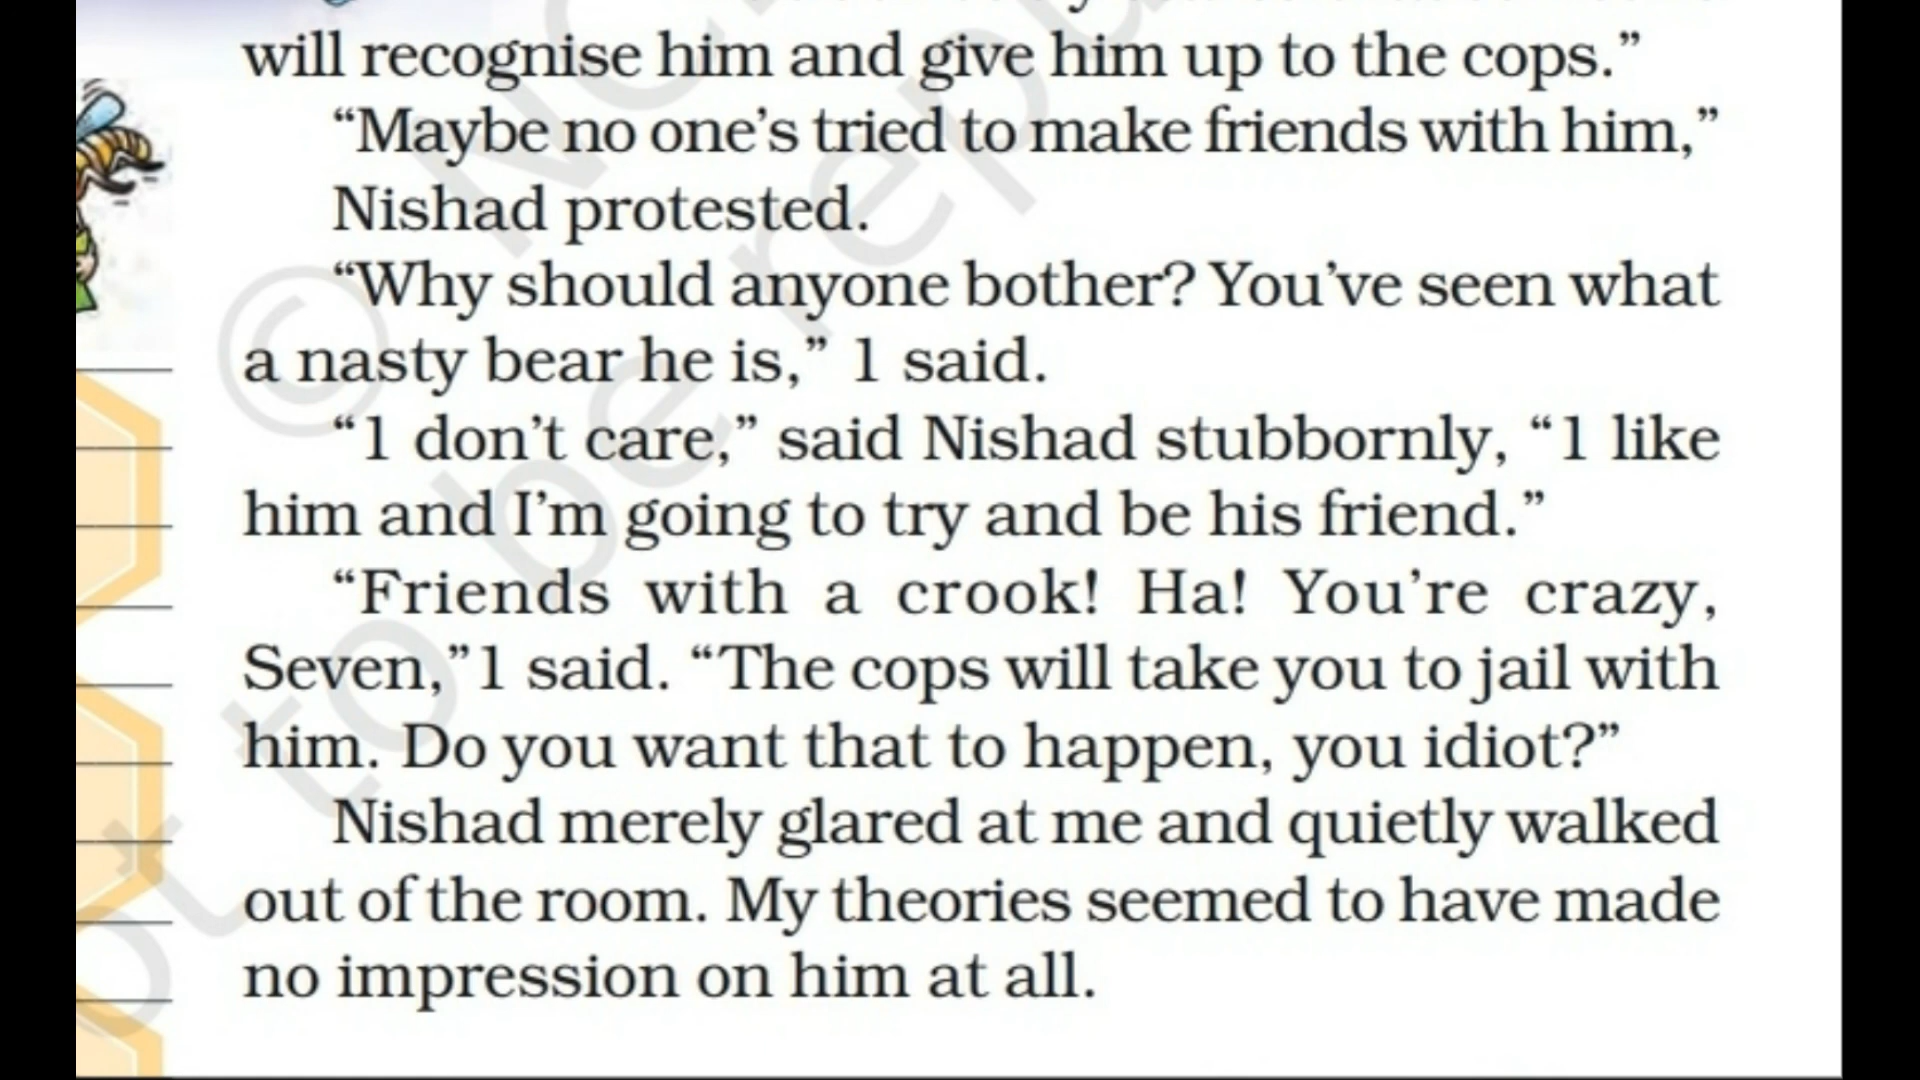 will recognise him and give him up to the cops.”
“Maybe no one’s tried to make friends with him,”
Nishad protested.
“Why should anyone bother? You’ve seen what
a nasty bear he is,” 1 said.
“1 don’t care,” said Nishad stubbornly, “1 like
him and I’m going to try and be his friend.”
“Friends with a crook! Ha! You’re crazy,
Seven,”1 said. “The cops will take you to jail with
him. Do you want that to happen, you idiot?”
Nishad merely glared at me and quietly walked
out of the room. My theories seemed to have made
no impression on him at all.